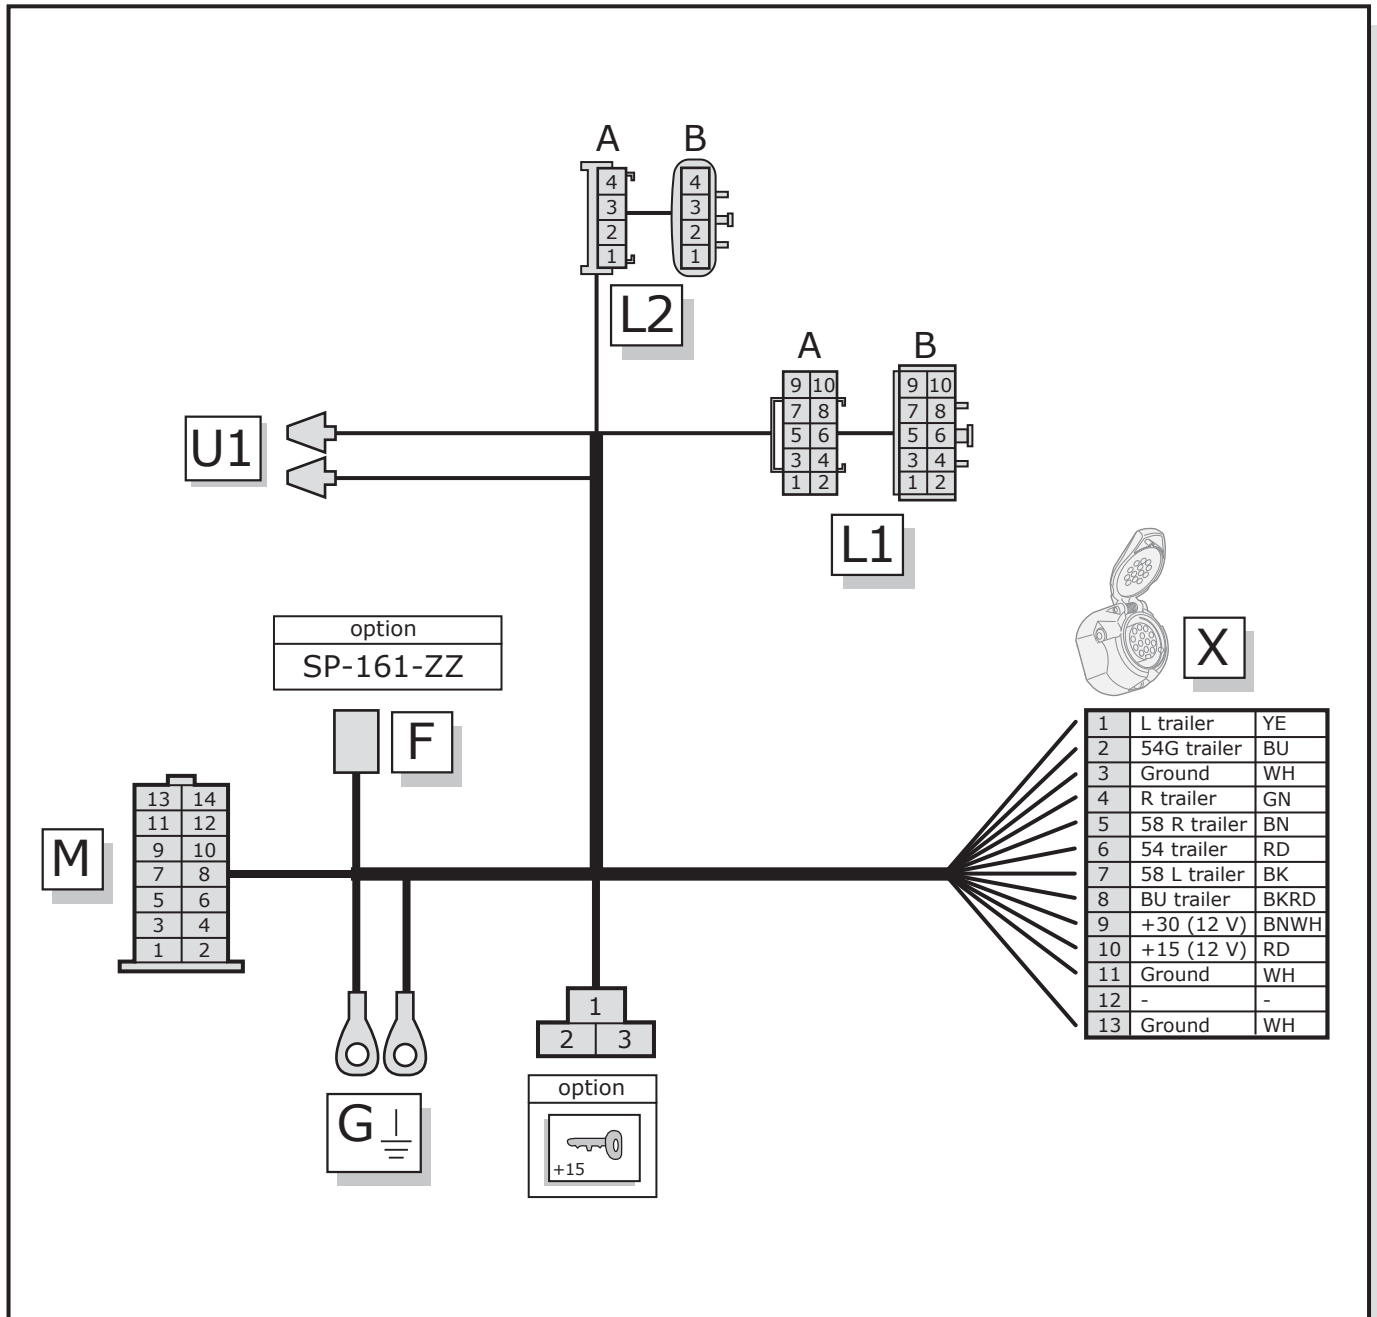 A B
4 4
3 3
2 2
1 1
L2
A B
9 10 9 10
7 8 7 8
5 6 5 6
3 4 3 4
1 2 1 2
L1
U1
option
SP-161-ZZ
F
X
M
13 14
11 12
9 10
7 8
5 6
3 4
1 2
1 L trailer YE
2 54G trailer BU
3 Ground WH
4 R trailer GN
5 58 R trailer BN
6 54 trailer RD
7 58 L trailer BK
8 BU trailer BKRD
9 +30 (12 V) BNWH
10 +15 (12 V) RD
11 Ground WH
12 - -
13 Ground WH
G
1
2 3
option
+15